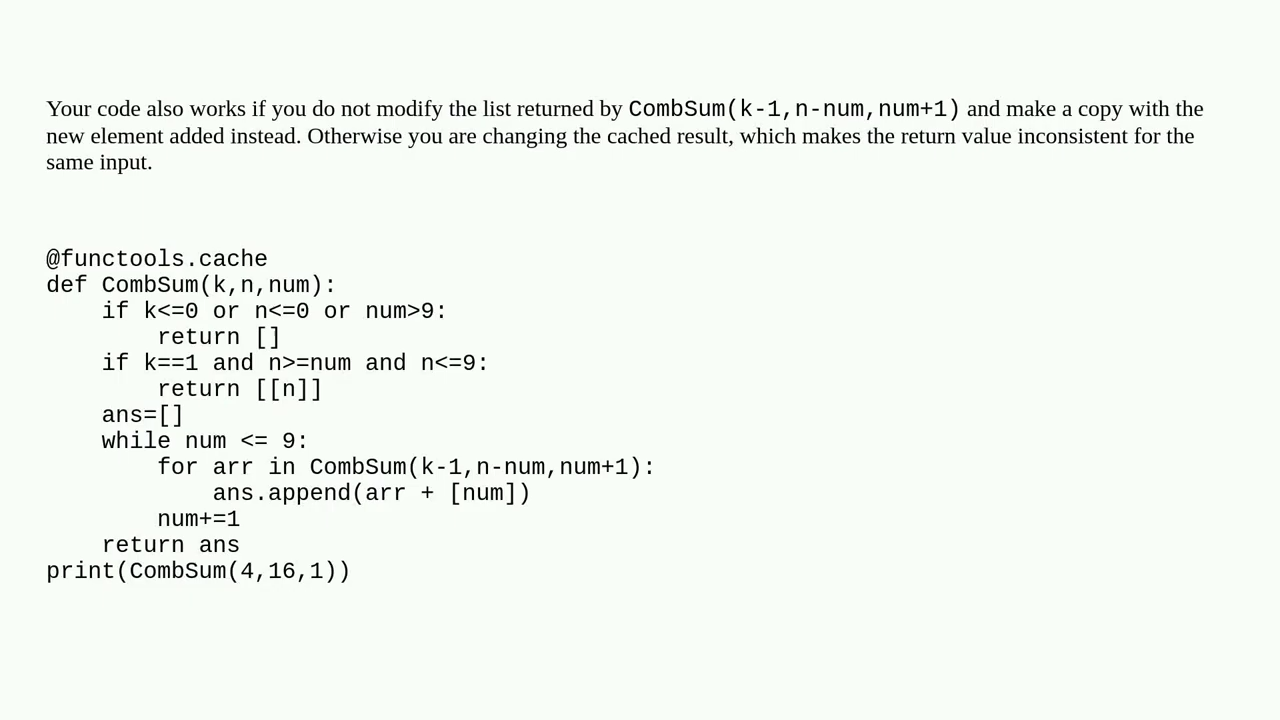 Your code also works if you do not modify the list returned by CombSum(k-1,n-num,num+1) and make a copy with the
new element added instead. Otherwise you are changing the cached result, which makes the return value inconsistent for the
same input.
@functools.cache
def CombSum(k,n,num):
    if k<=0 or n<=0 or num>9:
        return []
    if k==1 and n>=num and n<=9:
        return [[n]]
    ans=[]
    while num <= 9:
        for arr in CombSum(k-1,n-num,num+1):
            ans.append(arr + [num])
        num+=1
    return ans
print(CombSum(4,16,1))